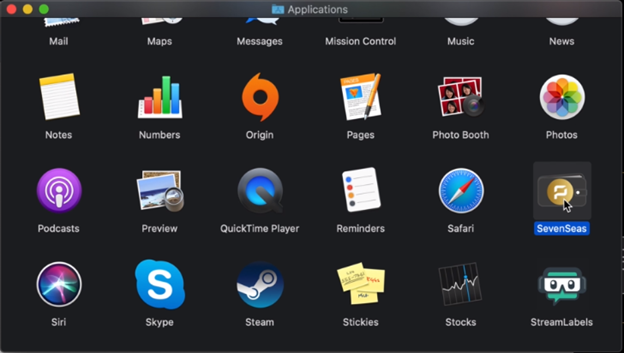 Applications
Mail Maps Messages Mission Control Music News
Notes Numbers Origin Pages Photo Booth Photos
Podcasts Preview QuickTime Player Reminders Safari SevenSeas
Siri Skype Steam Stickies Stocks StreamLabels